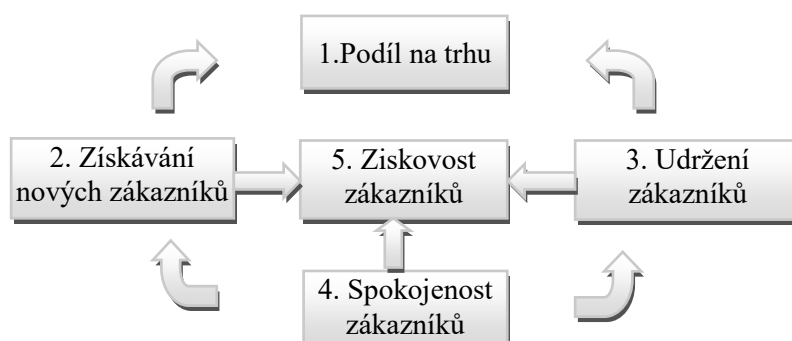 1.Podíl na trhu
2. Získávání
nových zákazníků
5. Ziskovost
zákazníků
3. Udržení
zákazníků
4. Spokojenost
zákazníků